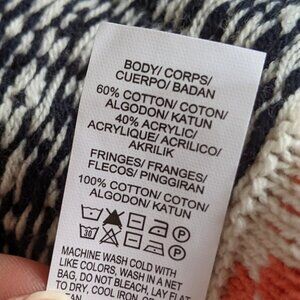 BODY/ CORPS/
CUERPO/ BADAN
60% COTTON/ COTON/
ALGODON/ KATUN
40% ACRYLIC/
ACRYLIQUE/ ACRILICO/
AKRILIK
FRINGES/ FRANGES/
FLECOS/ PINGGIRAN
100% COTTON/ COTON/
ALGODON/ KATUN
30
MACHINE WASH COLD WITH
LIKE COLORS, WASH IN A NET
BAG, DO NOT BLEACH, LAY FLAT
TO DRY, COOL IRON, OR